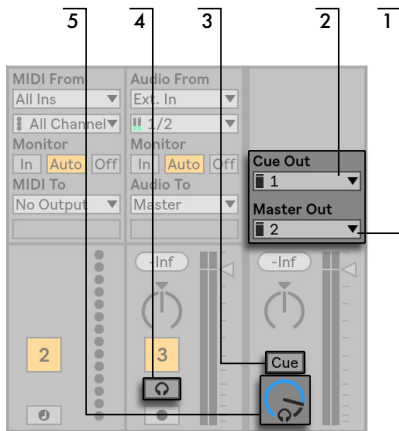 5 4 3 2 1
MIDI From Audio From
All Ins Ext. In
All Channel 1/2
Monitor Monitor
In Auto Off In Auto Off
Cue Out
MIDI To Audio To
1
No Output Master
Master Out
2
-Inf -Inf
2 3
Cue